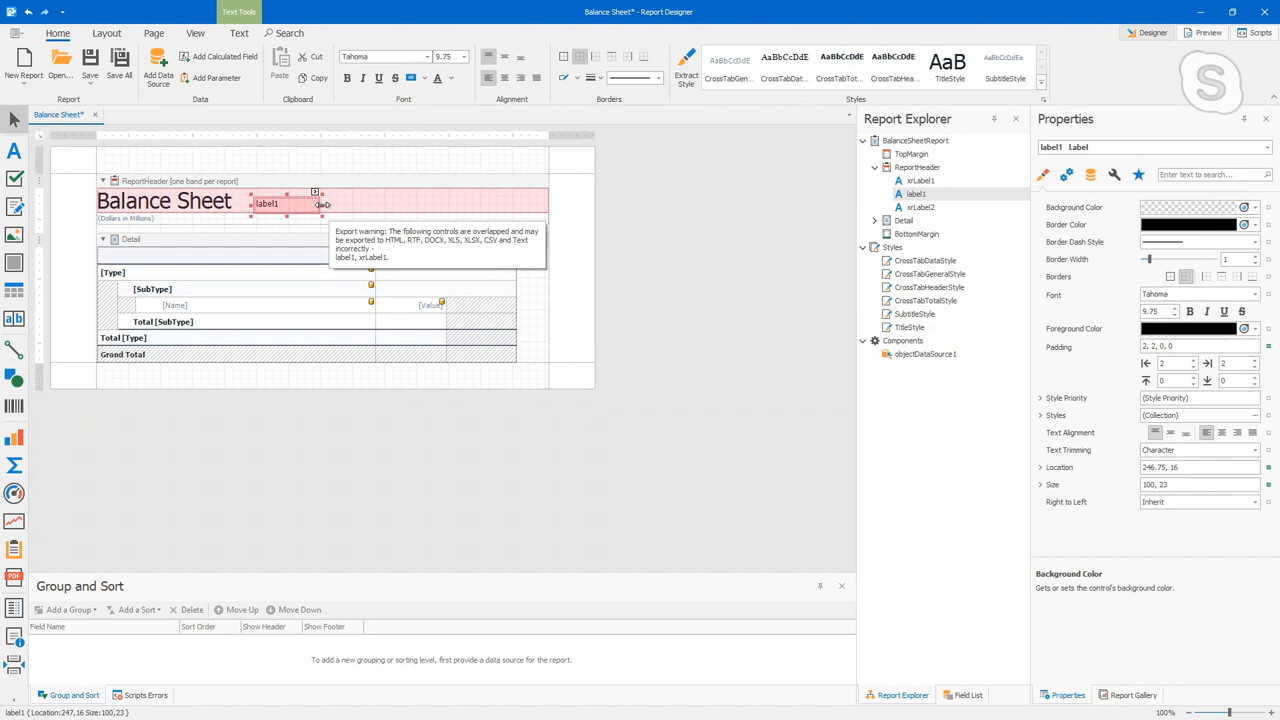 Text Tools
Balance Sheet* - Report Designer
Home
Layout
Page
View
Text
Search
Designer
Preview
Scripts
New Report
Open...
Save
Save All
Add Data Source
Add Calculated Field
Add Parameter
Paste
Cut
Copy
Tahoma
9.75
B I U S ab A
Extract Style
AaBbCcDdE
CrossTabGen...
AaBbCcDdE
CrossTabDat...
AaBbCcDdE
CrossTabTot...
AaBbCcDdE
CrossTabHea...
AaB
TitleStyle
AaBbCcDdEe
SubtitleStyle
Report
Data
Clipboard
Font
Alignment
Borders
Styles
S
Balance Sheet*
ReportHeader [one band per report]
Balance Sheet
label1
(Dollars in Millions)
Export warning: The following controls are overlapped and may
be exported to HTML, RTF, DOCX, XLS, XLSX, CSV and Text
incorrectly -
label1, xrLabel1.
Detail
[Type]
[SubType]
[Name]
[Value]
Total [SubType]
Total [Type]
Grand Total
Report Explorer
BalanceSheetReport
TopMargin
ReportHeader
xrLabel1
label1
xrLabel2
Detail
BottomMargin
Styles
CrossTabDataStyle
CrossTabGeneralStyle
CrossTabHeaderStyle
CrossTabTotalStyle
SubtitleStyle
TitleStyle
Components
objectDataSource1
Properties
label1 Label
Enter text to search...
Background Color
Border Color
Border Dash Style
Border Width
1
Borders
Font
Tahoma
9.75
B I U S
Foreground Color
Padding
2, 2, 0, 0
2
2
0
0
Style Priority
(Style Priority)
Styles
(Collection)
Text Alignment
Text Trimming
Character
Location
246.75, 16
Size
100, 23
Right to Left
Inherit
Background Color
Gets or sets the control's background color.
Group and Sort
Add a Group
Add a Sort
Delete
Move Up
Move Down
Field Name
Sort Order
Show Header
Show Footer
To add a new grouping or sorting level, first provide a data source for the report.
Group and Sort
Scripts Errors
Report Explorer
Field List
Properties
Report Gallery
label1 { Location:247,16 Size:100,23 }
100%